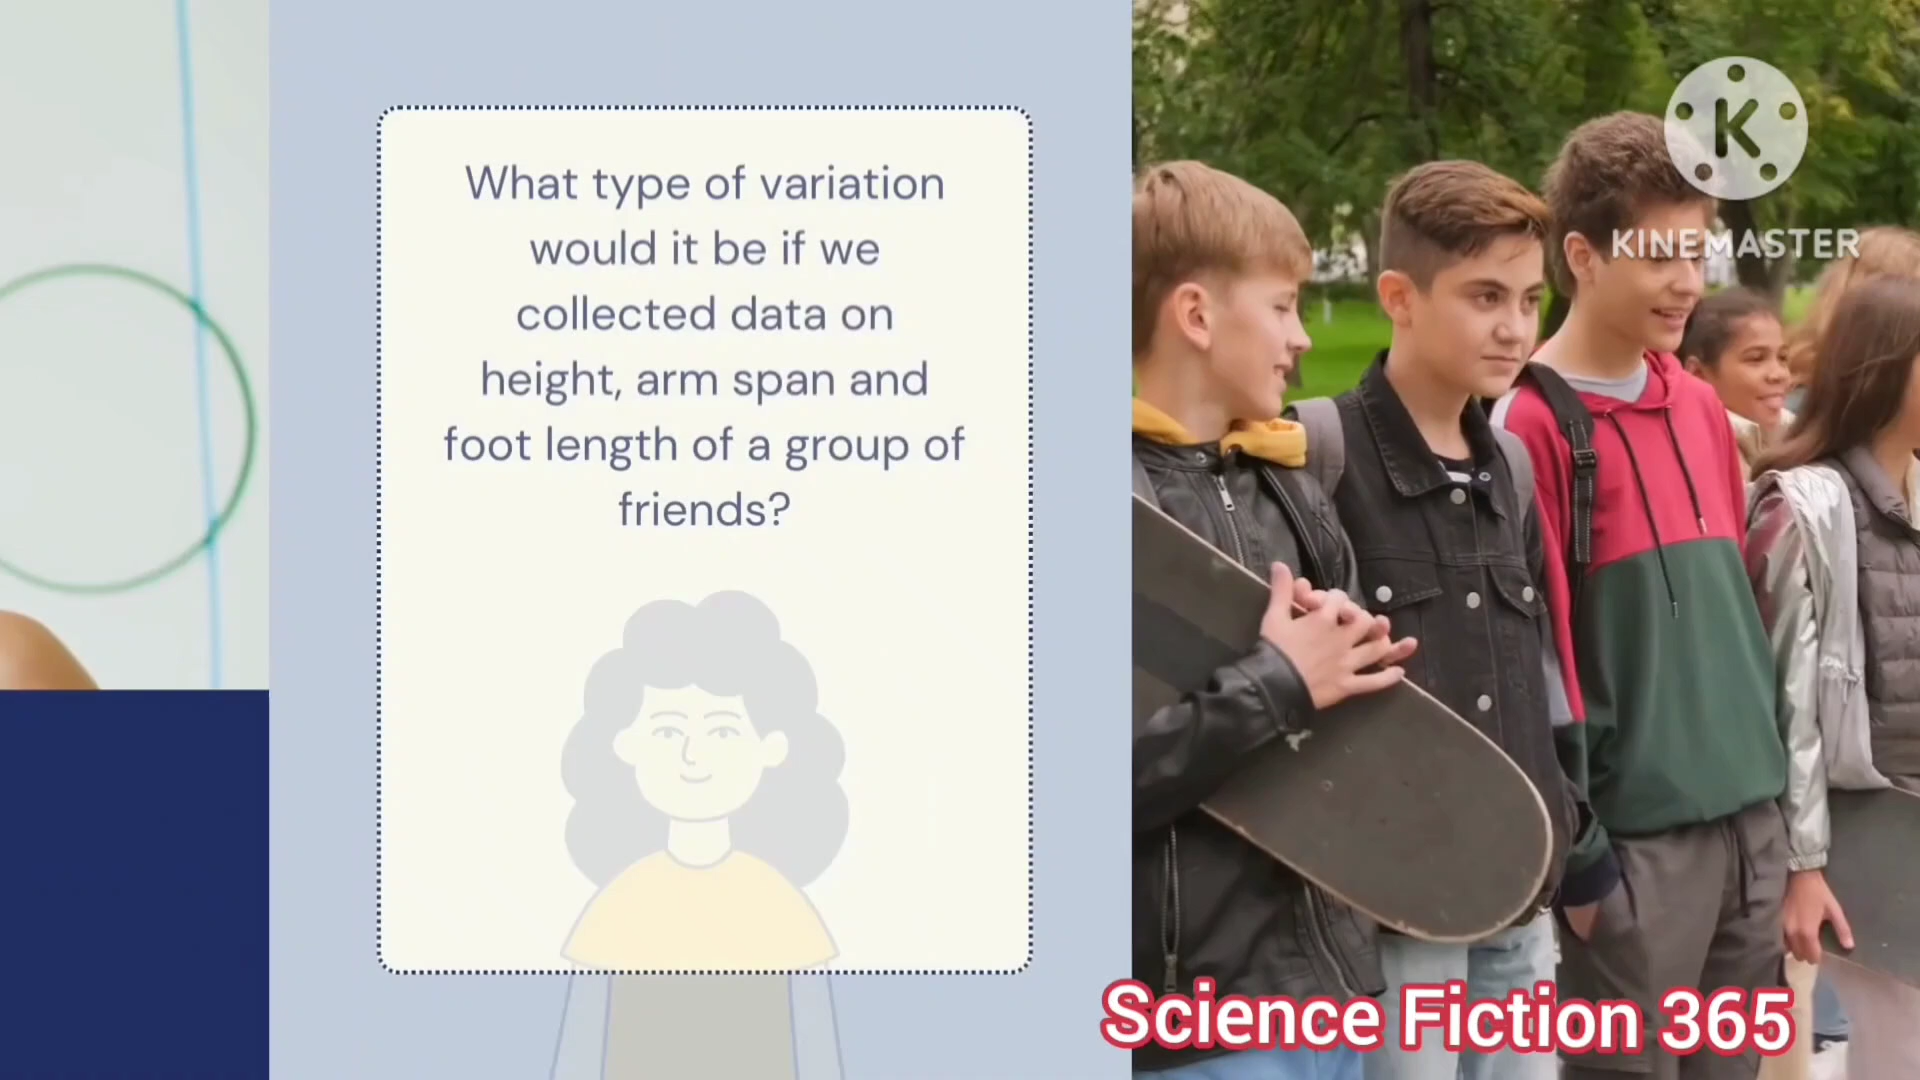 What type of variation
would it be if we
collected data on
height, arm span and
foot length of a group of
friends?
K
KINEMASTER
Science Fiction 365